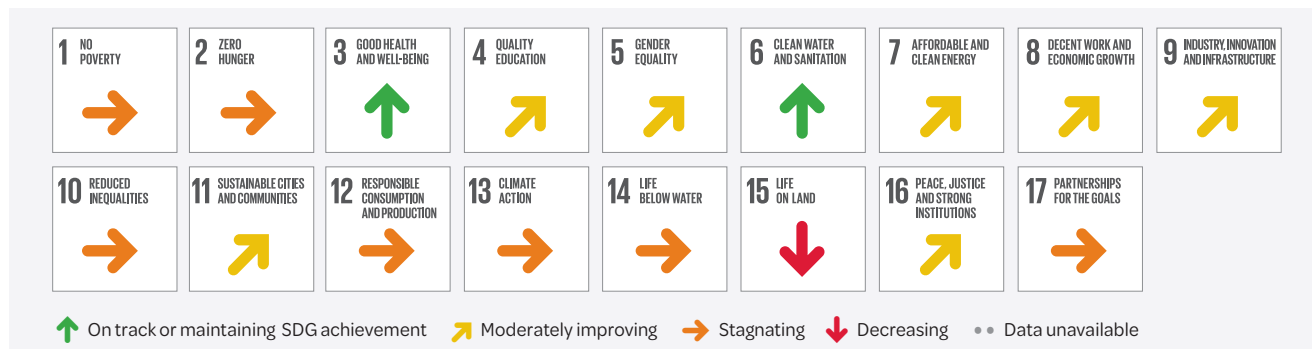 1 NO
POVERTY
2 ZERO
HUNGER
3 GOOD HEALTH
AND WELL-BEING
4 QUALITY
EDUCATION
5 GENDER
EQUALITY
6 CLEAN WATER
AND SANITATION
7 AFFORDABLE AND
CLEAN ENERGY
8 DECENT WORK AND
ECONOMIC GROWTH
9 INDUSTRY, INNOVATION
AND INFRASTRUCTURE
10 REDUCED
INEQUALITIES
11 SUSTAINABLE CITIES
AND COMMUNITIES
12 RESPONSIBLE
CONSUMPTION
AND PRODUCTION
13 CLIMATE
ACTION
14 LIFE
BELOW WATER
15 LIFE
ON LAND
16 PEACE, JUSTICE
AND STRONG
INSTITUTIONS
17 PARTNERSHIPS
FOR THE GOALS
On track or maintaining SDG achievement
Moderately improving
Stagnating
Decreasing
Data unavailable